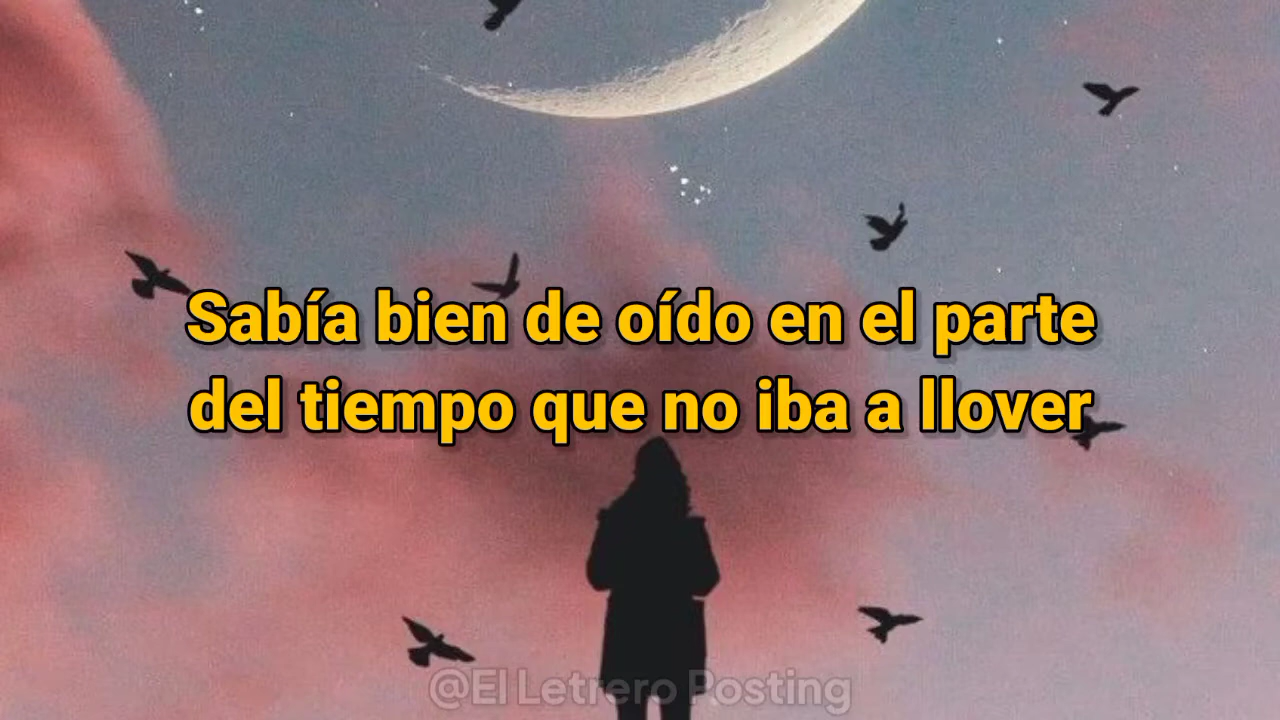 Sabía bien de oído en el parte
del tiempo que no iba a llover
@El Letrero Posting